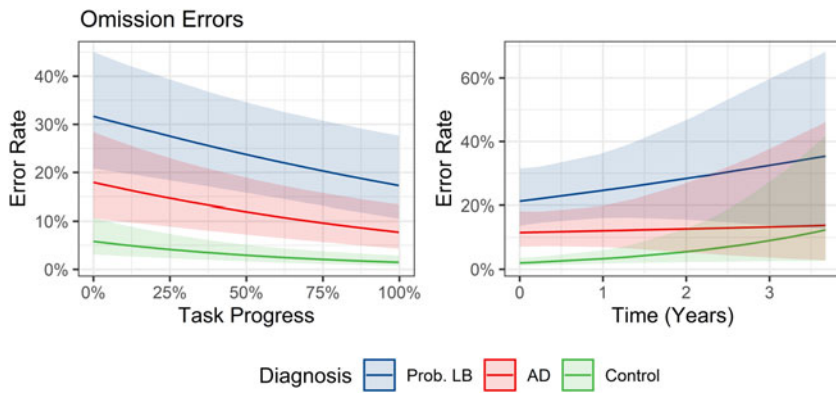 Omission Errors
Error Rate
40%
30%
20%
10%
0%
0%
25%
50%
75%
100%
Task Progress
Error Rate
60%
40%
20%
0%
0
1
2
3
Time (Years)
Diagnosis
Prob. LB
AD
Control